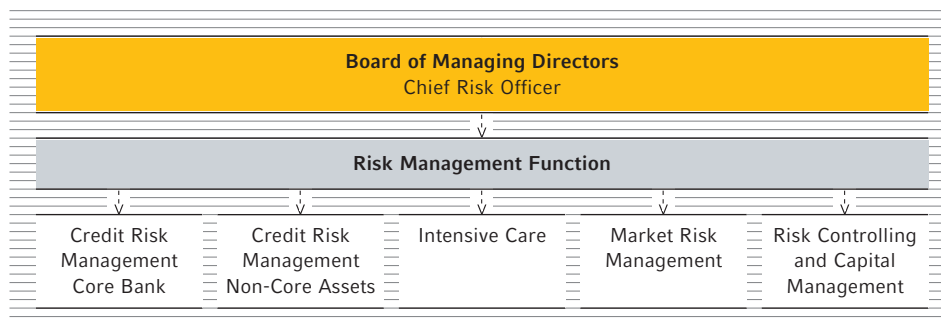 Board of Managing Directors
Chief Risk Officer
Risk Management Function
Credit Risk
Management
Core Bank
Credit Risk
Management
Non-Core Assets
Intensive Care
Market Risk
Management
Risk Controlling
and Capital
Management